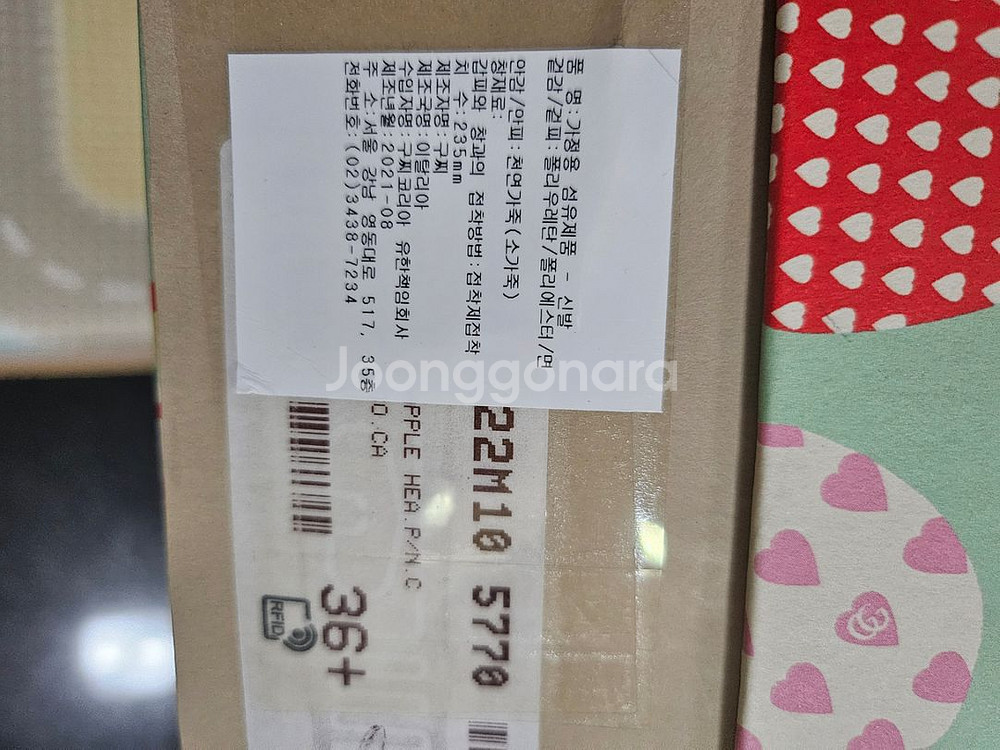 품 명:가정용 섬유제품 - 신발
겉감/겉피:폴리우레탄/폴리에스터/면
안감/안피:천연가죽(소가죽)
창재료:
갑피와 창과의 접착방법:접착제접착
치 수:235mm
제조자명:구찌
제조국명:이탈리아
수입자명:구찌코리아 유한책임회사
제조년월:2021-08
주 소:서울 강남 영동대로 517, 35층
전화번호:(02)3438-7234
22M10 5770
PPLE HEA.P/N.C
O.CA
36+
RFID
Joonggonara